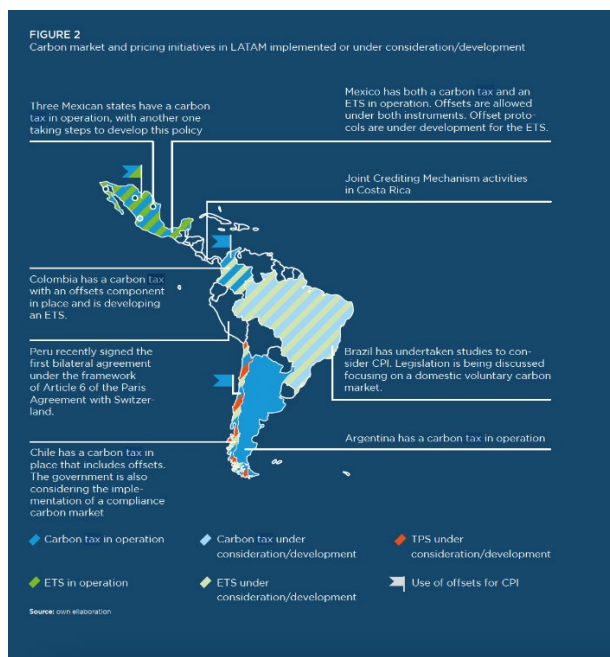 FIGURE 2
Carbon market and pricing initiatives in LATAM implemented or under consideration/development
Three Mexican states have a carbon
tax in operation, with another one
taking steps to develop this policy
Mexico has both a carbon tax and an
ETS in operation. Offsets are allowed
under both instruments. Offset proto-
cols are under development for the ETS.
Joint Crediting Mechanism activities
in Costa Rica
Colombia has a carbon tax
with an offsets component
in place and is developing
an ETS.
Peru recently signed the
first bilateral agreement
under the framework
of Article 6 of the Paris
Agreement with Switzer-
land.
Brazil has undertaken studies to con-
sider CPI. Legislation is being discussed
focusing on a domestic voluntary carbon
market.
Argentina has a carbon tax in operation
Chile has a carbon tax in
place that includes offsets.
The government is also
considering the imple-
mentation of a compliance
carbon market
Carbon tax in operation
Carbon tax under
consideration/development
TPS under
consideration/development
ETS in operation
ETS under
consideration/development
Use of offsets for CPI
Source: own ellaboration